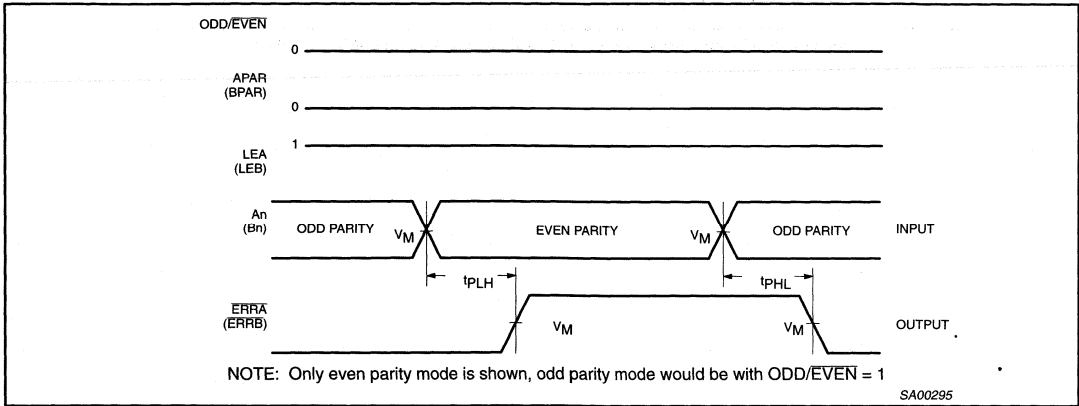 ODD/EVEN
0
APAR
(BPAR)
0
LEA
(LEB)
1
An
(Bn)
ODD PARITY
VM
EVEN PARITY
VM
ODD PARITY
INPUT
tPLH
tPHL
ERRA
(ERRB)
VM
VM
OUTPUT
NOTE: Only even parity mode is shown, odd parity mode would be with ODD/EVEN = 1
SA00295